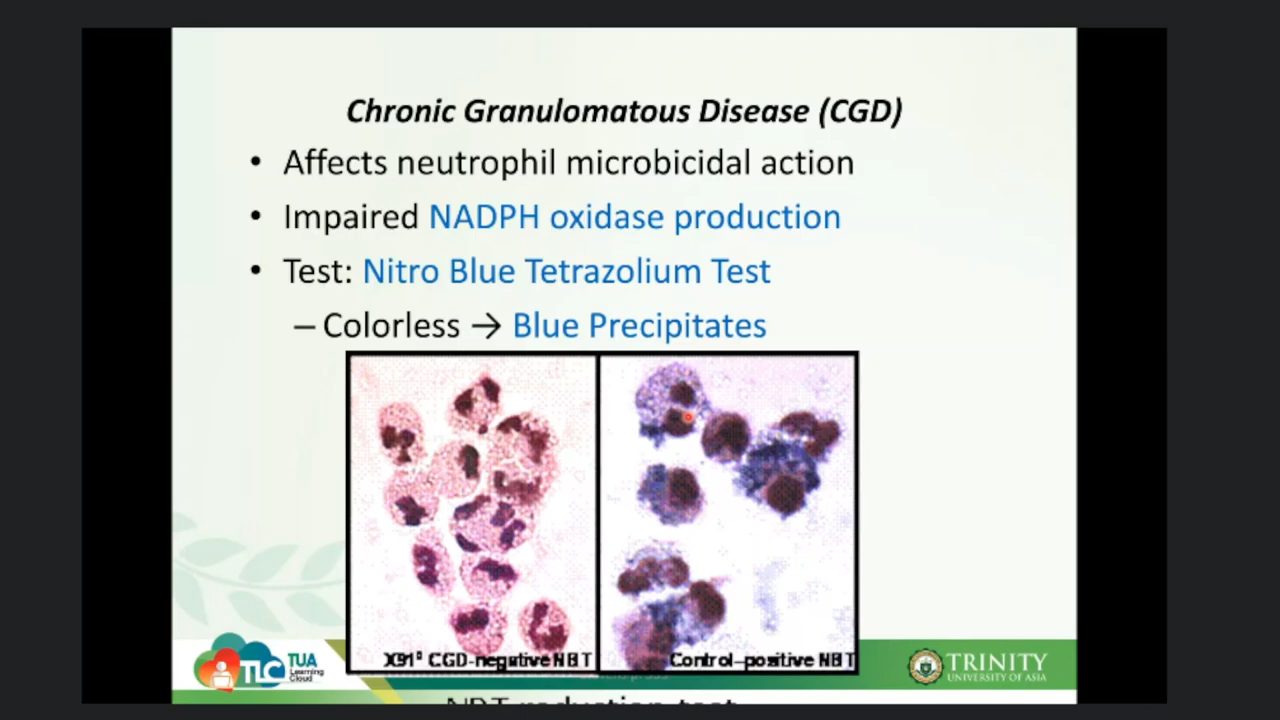 Chronic Granulomatous Disease (CGD)
• Affects neutrophil microbicidal action
• Impaired NADPH oxidase production
• Test: Nitro Blue Tetrazolium Test
– Colorless → Blue Precipitates
X91° CGD-negative NBT
Control-positive NBT
TLC TUA
Learning
Cloud
TRINITY
UNIVERSITY OF ASIA
NBT reduction test